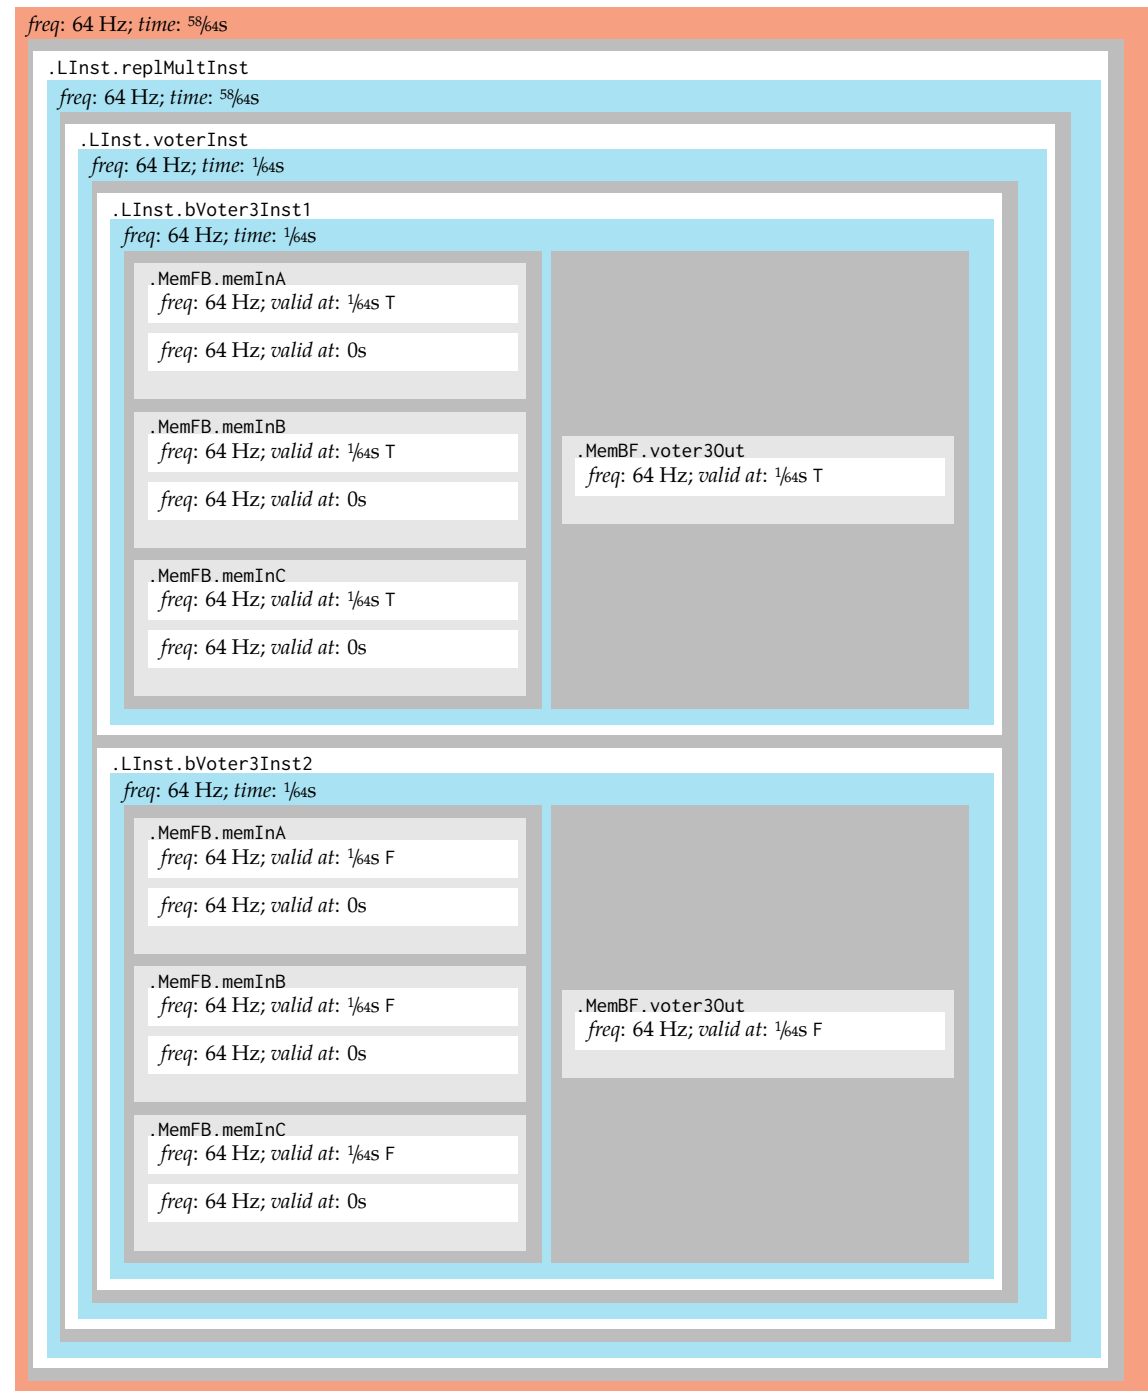 freq: 64 Hz; time: 58/64s
.LInst.replMultInst
freq: 64 Hz; time: 58/64s
.LInst.voterInst
freq: 64 Hz; time: 1/64s
.LInst.bVoter3Inst1
freq: 64 Hz; time: 1/64s
.MemFB.memInA
freq: 64 Hz; valid at: 1/64s T
freq: 64 Hz; valid at: 0s
.MemFB.memInB
freq: 64 Hz; valid at: 1/64s T
freq: 64 Hz; valid at: 0s
.MemFB.memInC
freq: 64 Hz; valid at: 1/64s T
freq: 64 Hz; valid at: 0s
.MemBF.voter3Out
freq: 64 Hz; valid at: 1/64s T
.LInst.bVoter3Inst2
freq: 64 Hz; time: 1/64s
.MemFB.memInA
freq: 64 Hz; valid at: 1/64s F
freq: 64 Hz; valid at: 0s
.MemFB.memInB
freq: 64 Hz; valid at: 1/64s F
freq: 64 Hz; valid at: 0s
.MemFB.memInC
freq: 64 Hz; valid at: 1/64s F
freq: 64 Hz; valid at: 0s
.MemBF.voter3Out
freq: 64 Hz; valid at: 1/64s F